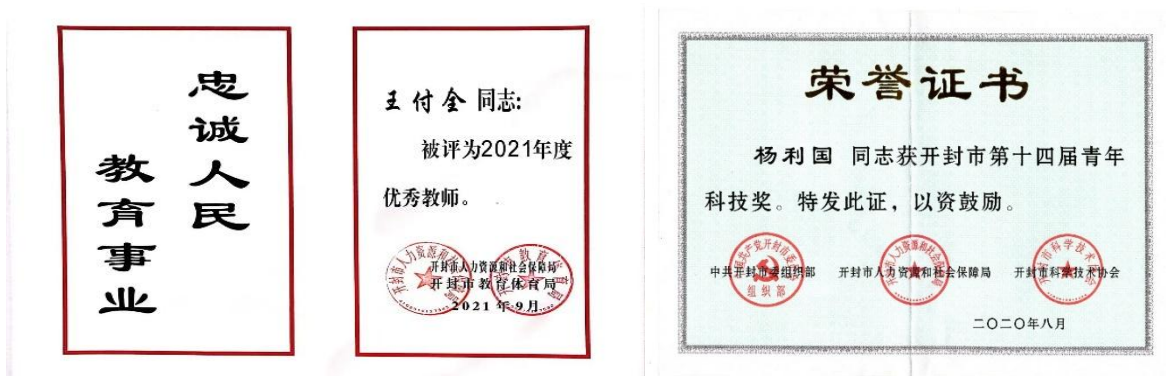 忠诚人民
教育事业
王付全 同志:
被评为2021年度
优秀教师。
开封市人力资源和社会保障局
开封市教育体育局
2021年9月
荣誉证书
杨利国 同志获开封市第十四届青年
科技奖。特发此证，以资鼓励。
中共开封市委组织部 开封市人力资源和社会保障局 开封市科学技术协会
二〇二〇年八月